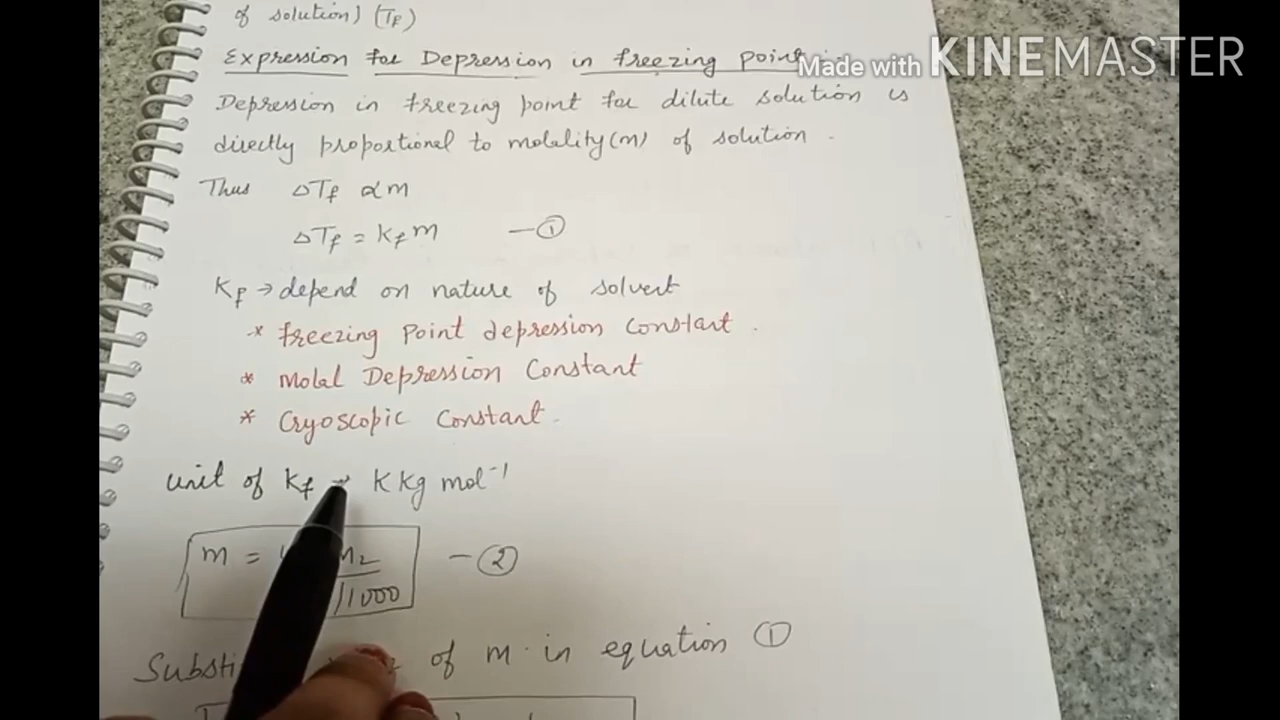 of solution) (Tf)
Expression for Depression in freezing point
Made with KINEMASTER
Depression in freezing point for dilute solution is
directly proportional to molality (m) of solution.
Thus ΔTf ∝ m
ΔTf = Kf m — ①
Kf → depend on nature of solvent
* freezing point depression Constant.
* Molal Depression Constant
* Cryoscopic Constant.
unit of Kf → K Kg mol⁻¹
m = M₂ — ②
/1000
of m in equation ①